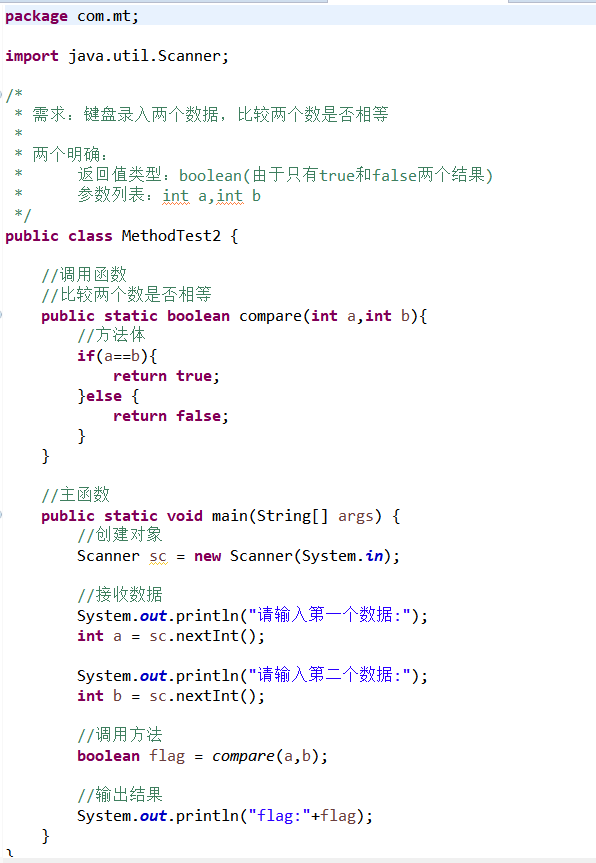 package com.mt;
import java.util.Scanner;
/*
 * 需求：键盘录入两个数据，比较两个数是否相等
 *
 * 两个明确：
 *      返回值类型：boolean(由于只有true和false两个结果)
 *      参数列表：int a,int b
 */
public class MethodTest2 {
    //调用函数
    //比较两个数是否相等
    public static boolean compare(int a,int b){
        //方法体
        if(a==b){
            return true;
        }else {
            return false;
        }
    }
    //主函数
    public static void main(String[] args) {
        //创建对象
        Scanner sc = new Scanner(System.in);
        //接收数据
        System.out.println("请输入第一个数据:");
        int a = sc.nextInt();
        System.out.println("请输入第二个数据:");
        int b = sc.nextInt();
        //调用方法
        boolean flag = compare(a,b);
        //输出结果
        System.out.println("flag:"+flag);
    }
}